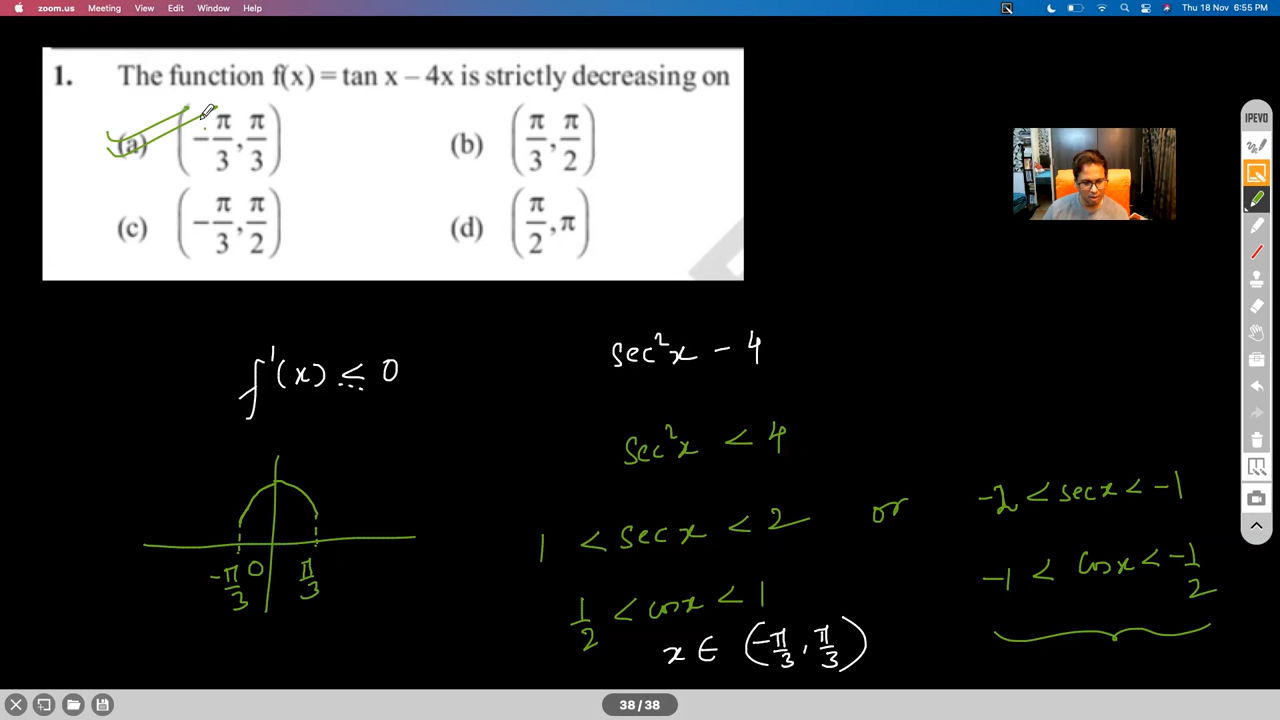 zoom.us Meeting View Edit Window Help Thu 18 Nov 6:55 PM
1. The function f(x) = tan x – 4x is strictly decreasing on
(a) (−π/3, π/3) (b) (π/3, π/2)
(c) (−π/3, π/2) (d) (π/2, π)
IPEVO
f'(x) ≤ 0
sec²x − 4
sec²x < 4
1 < sec x < 2 or −2 < sec x < −1
1/2 < cos x < 1 −1 < cos x < −1/2
x ∈ (−π/3, π/3)
−π/3 0 π/3
38 / 38